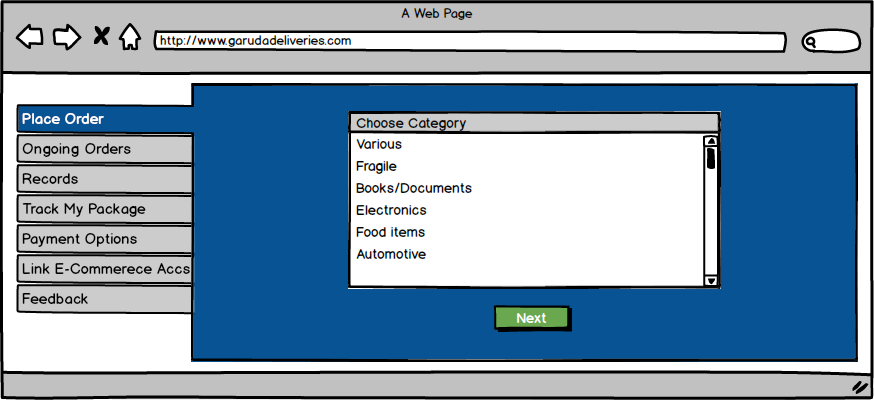 A Web Page
http://www.garudadeliveries.com
Place Order
Ongoing Orders
Records
Track My Package
Payment Options
Link E-Commerece Accs
Feedback
Choose Category
Various
Fragile
Books/Documents
Electronics
Food items
Automotive
Next